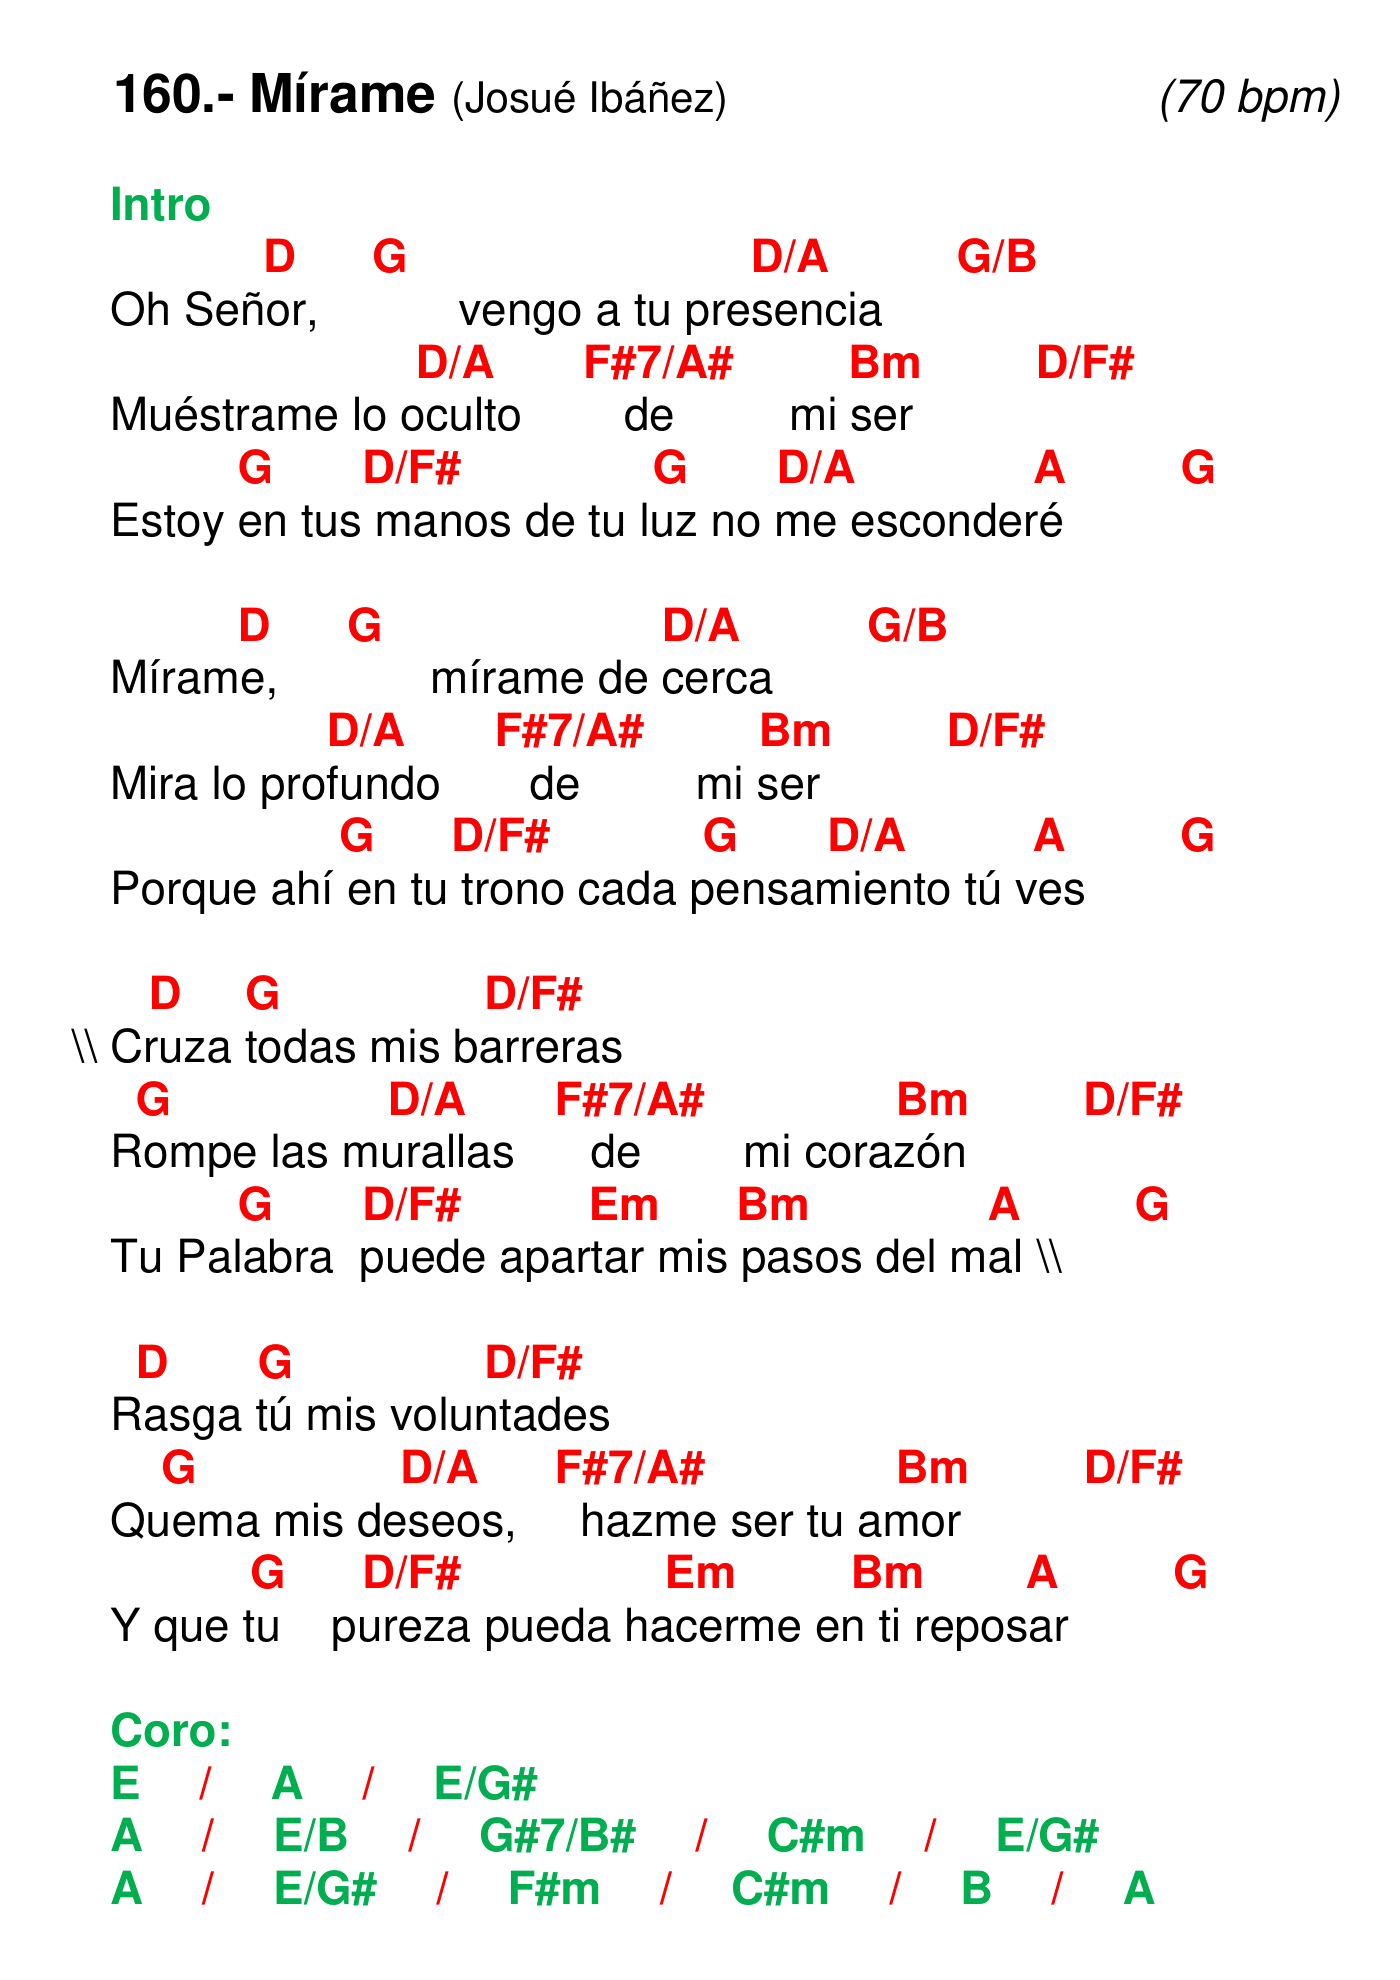 160.- Mírame (Josué Ibáñez) (70 bpm)
Intro
D G D/A G/B
Oh Señor, vengo a tu presencia
D/A F#7/A# Bm D/F#
Muéstrame lo oculto de mi ser
G D/F# G D/A A G
Estoy en tus manos de tu luz no me esconderé
D G D/A G/B
Mírame, mírame de cerca
D/A F#7/A# Bm D/F#
Mira lo profundo de mi ser
G D/F# G D/A A G
Porque ahí en tu trono cada pensamiento tú ves
D G D/F#
\\ Cruza todas mis barreras
G D/A F#7/A# Bm D/F#
Rompe las murallas de mi corazón
G D/F# Em Bm A G
Tu Palabra puede apartar mis pasos del mal \\
D G D/F#
Rasga tú mis voluntades
G D/A F#7/A# Bm D/F#
Quema mis deseos, hazme ser tu amor
G D/F# Em Bm A G
Y que tu pureza pueda hacerme en ti reposar
Coro:
E / A / E/G#
A / E/B / G#7/B# / C#m / E/G#
A / E/G# / F#m / C#m / B / A